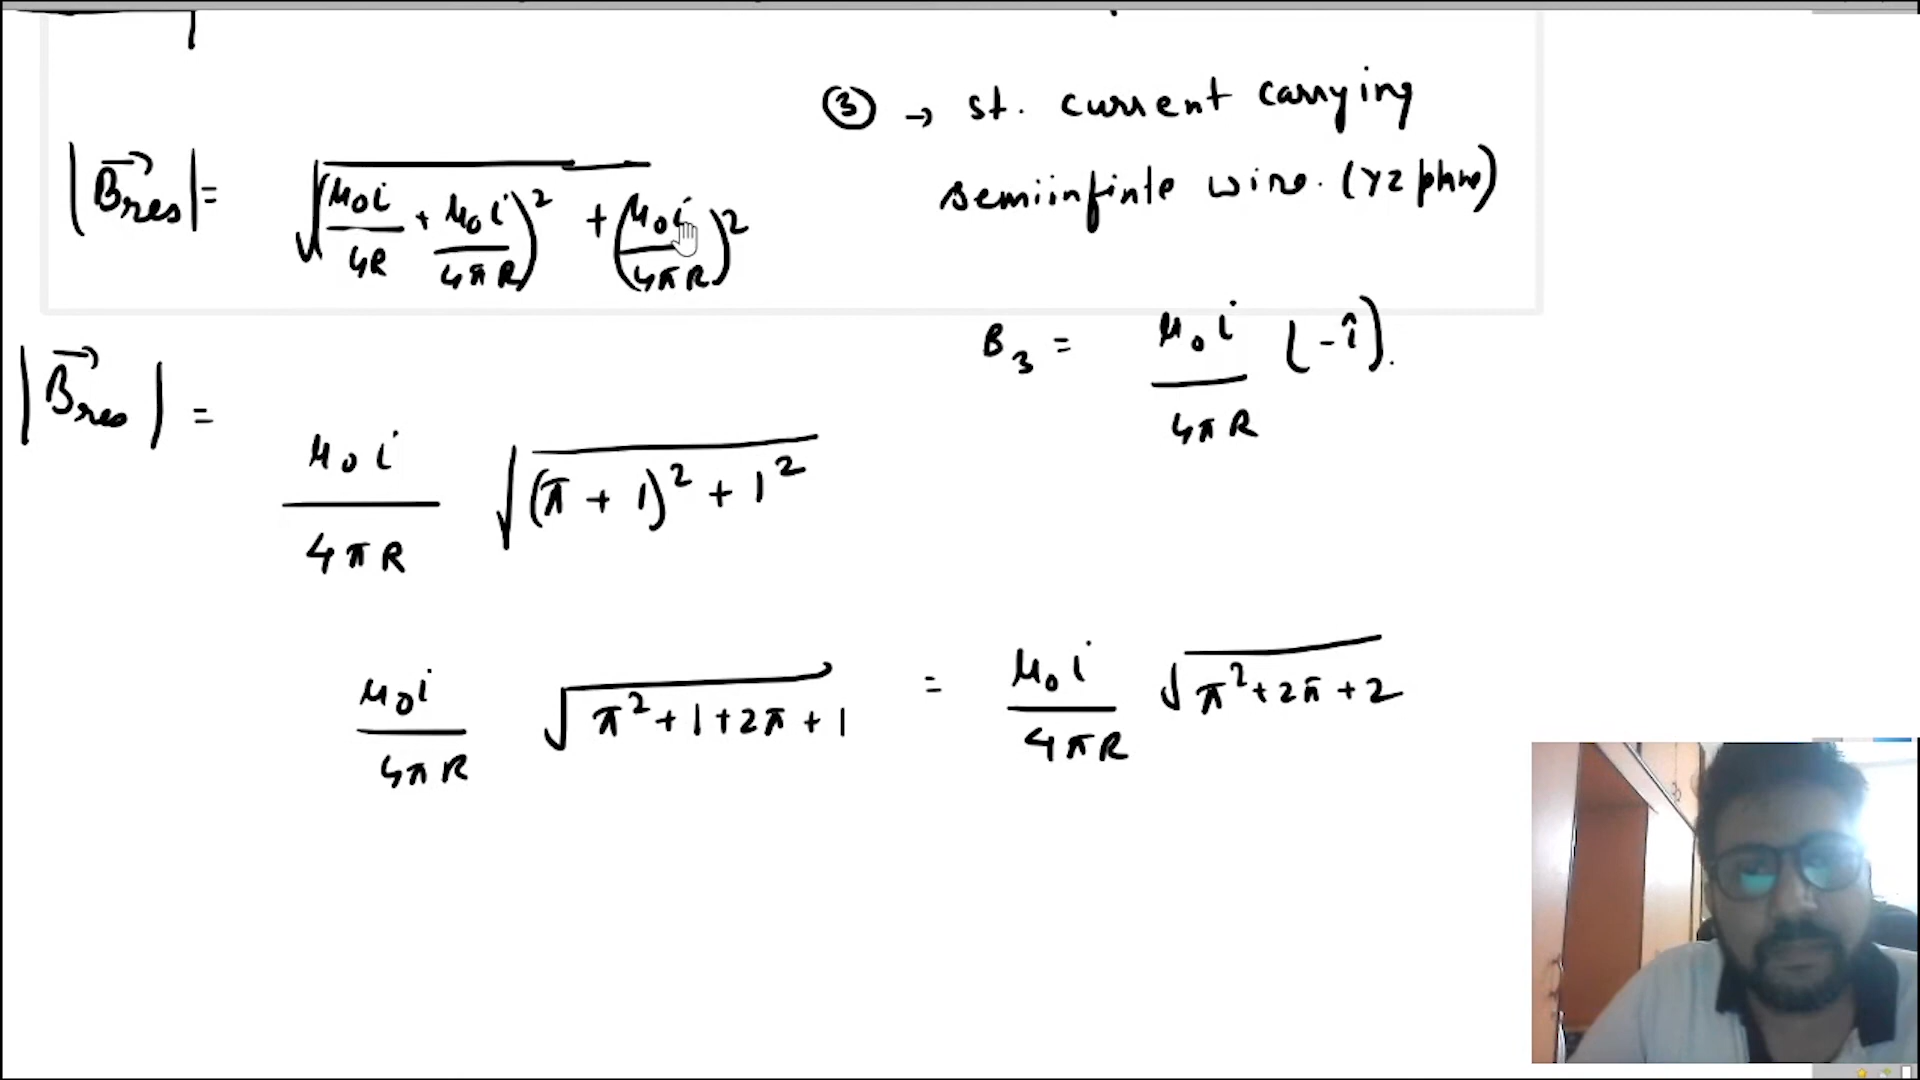 |B⃗res| = √(μ₀i/4R + μ₀i/4πR)² + (μ₀i/4πR)²
③ → st. current carrying
semiinfinte wire. (YZ plane)
B₃ = μ₀i/4πR (-î).
|B⃗res| = μ₀i/4πR √(π + 1)² + 1²
μ₀i/4πR √π² + 1 + 2π + 1 = μ₀i/4πR √π² + 2π + 2